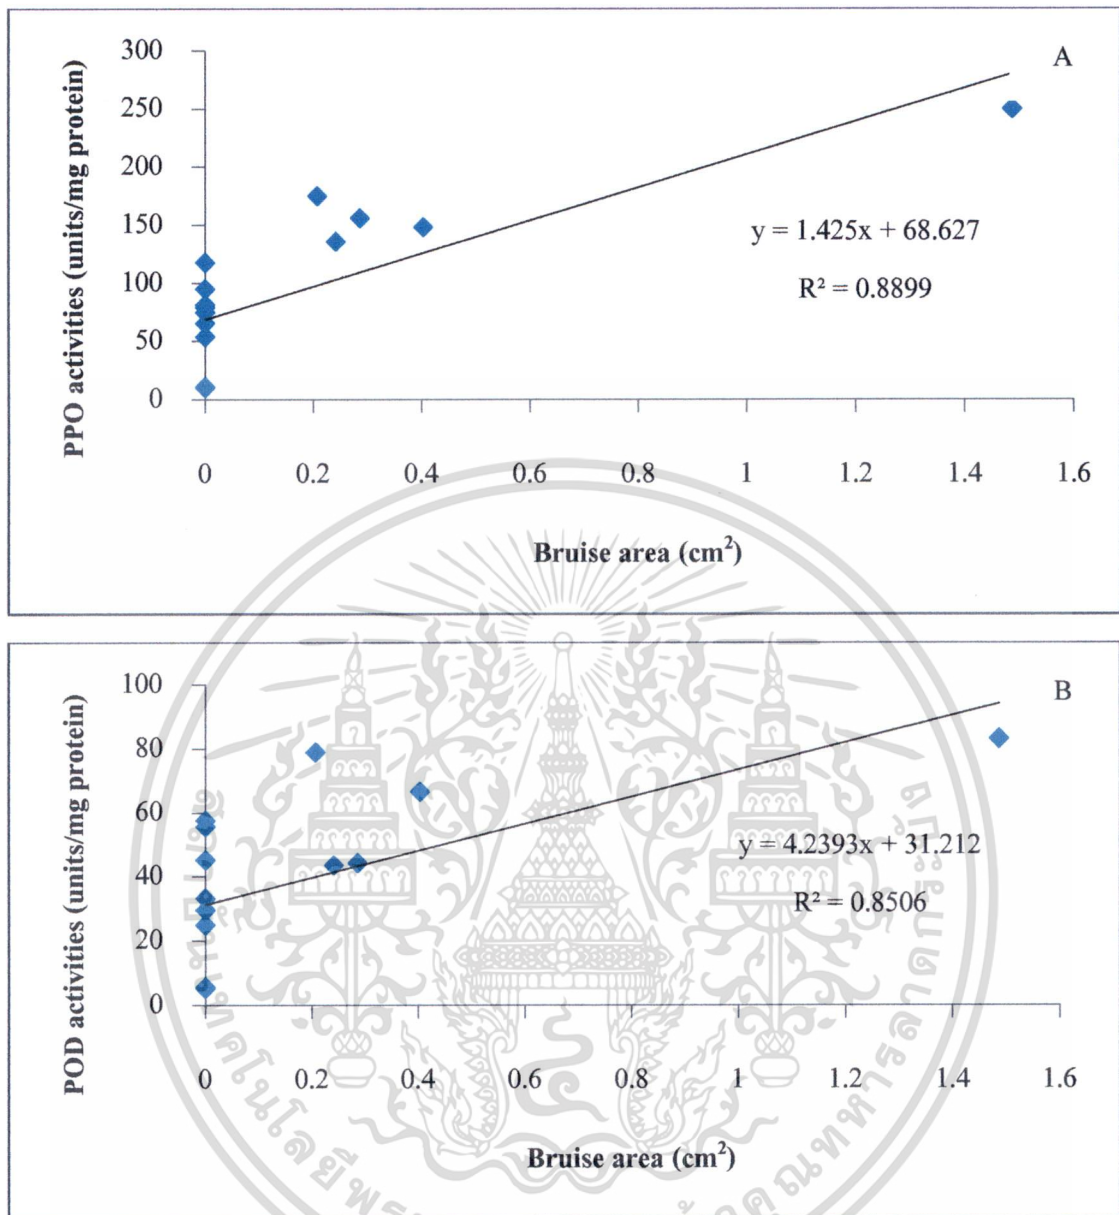 A
PPO activities (units/mg protein)
300
250
200
150
100
50
0
y = 1.425x + 68.627
R² = 0.8899
0 0.2 0.4 0.6 0.8 1 1.2 1.4 1.6
Bruise area (cm²)
B
POD activities (units/mg protein)
100
80
60
40
20
0
y = 4.2393x + 31.212
R² = 0.8506
0 0.2 0.4 0.6 0.8 1 1.2 1.4 1.6
Bruise area (cm²)